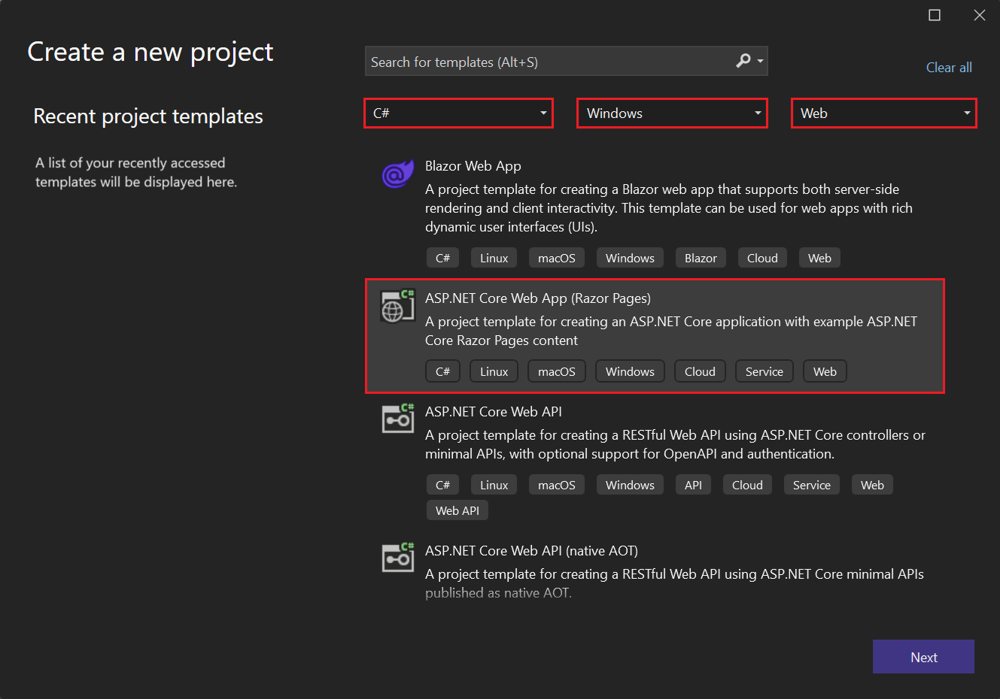 Create a new project
Search for templates (Alt+S)
Clear all
Recent project templates
C#
Windows
Web
A list of your recently accessed
templates will be displayed here.
Blazor Web App
A project template for creating a Blazor web app that supports both server-side
rendering and client interactivity. This template can be used for web apps with rich
dynamic user interfaces (UIs).
C# Linux macOS Windows Blazor Cloud Web
C#
ASP.NET Core Web App (Razor Pages)
A project template for creating an ASP.NET Core application with example ASP.NET
Core Razor Pages content
C# Linux macOS Windows Cloud Service Web
C#
ASP.NET Core Web API
A project template for creating a RESTful Web API using ASP.NET Core controllers or
minimal APIs, with optional support for OpenAPI and authentication.
C# Linux macOS Windows API Cloud Service Web
Web API
C#
ASP.NET Core Web API (native AOT)
A project template for creating a RESTful Web API using ASP.NET Core minimal APIs
published as native AOT.
Next